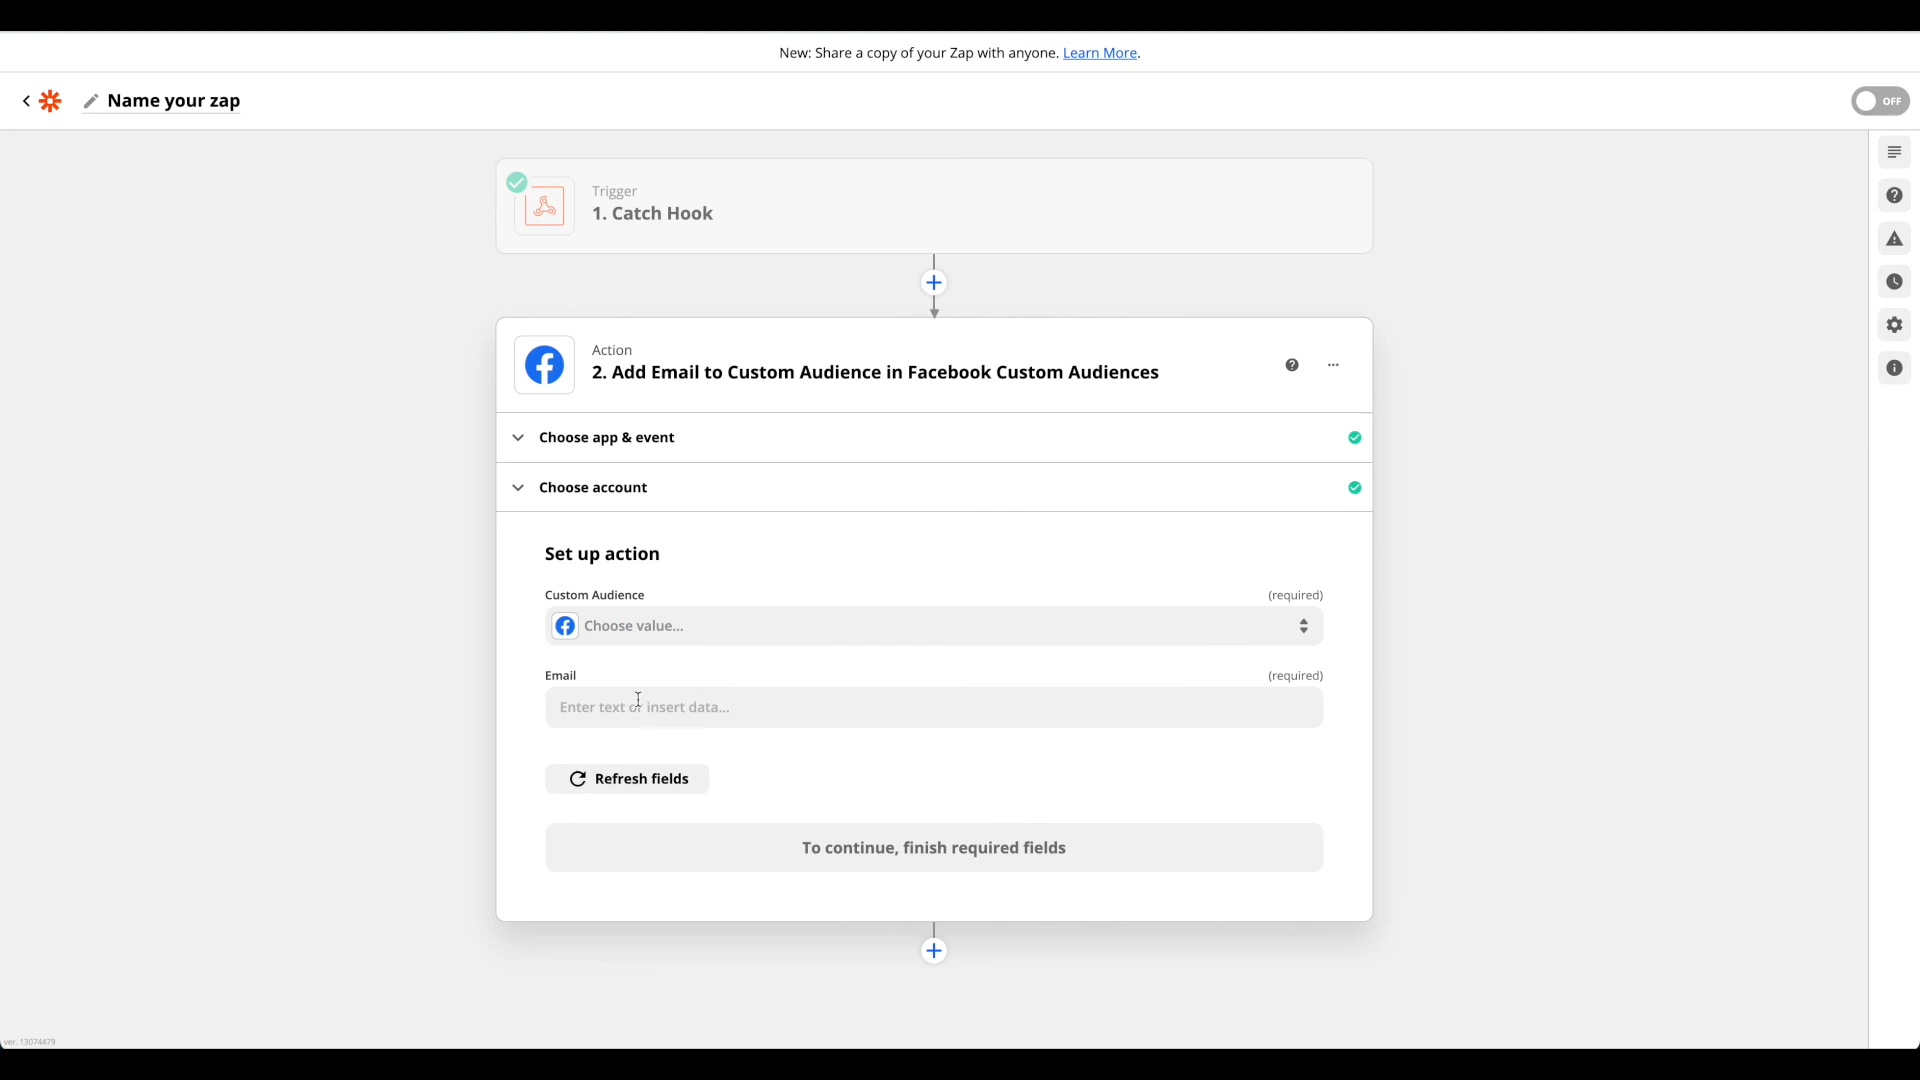 New: Share a copy of your Zap with anyone. Learn More.
Name your zap
OFF
Trigger
1. Catch Hook
Action
2. Add Email to Custom Audience in Facebook Custom Audiences
Choose app & event
Choose account
Set up action
Custom Audience (required)
Choose value...
Email (required)
Enter text or insert data...
Refresh fields
To continue, finish required fields
ver. 13074479